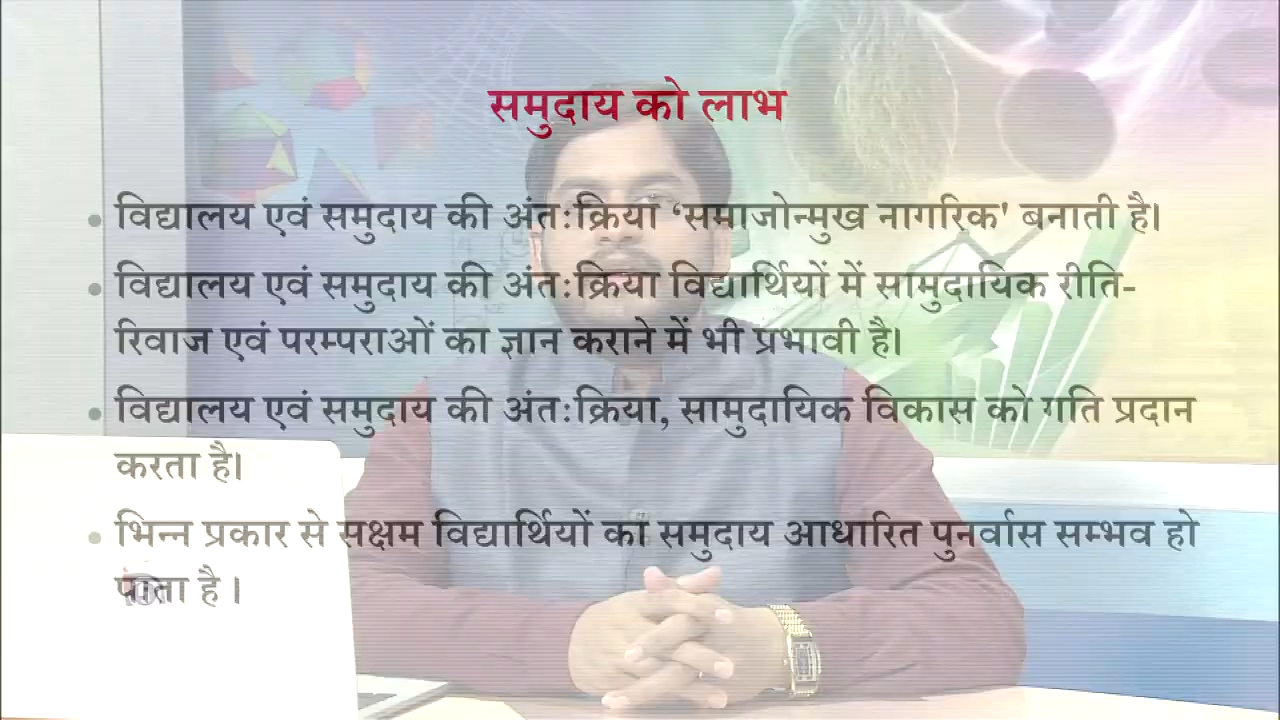 समुदाय को लाभ
• विद्यालय एवं समुदाय की अंतःक्रिया ‘समाजोन्मुख नागरिक' बनाती है।
• विद्यालय एवं समुदाय की अंतःक्रिया विद्यार्थियों में सामुदायिक रीति-
रिवाज एवं परम्पराओं का ज्ञान कराने में भी प्रभावी है।
• विद्यालय एवं समुदाय की अंतःक्रिया, सामुदायिक विकास को गति प्रदान
करता है।
• भिन्न प्रकार से सक्षम विद्यार्थियों का समुदाय आधारित पुनर्वास सम्भव हो
पाता है ।